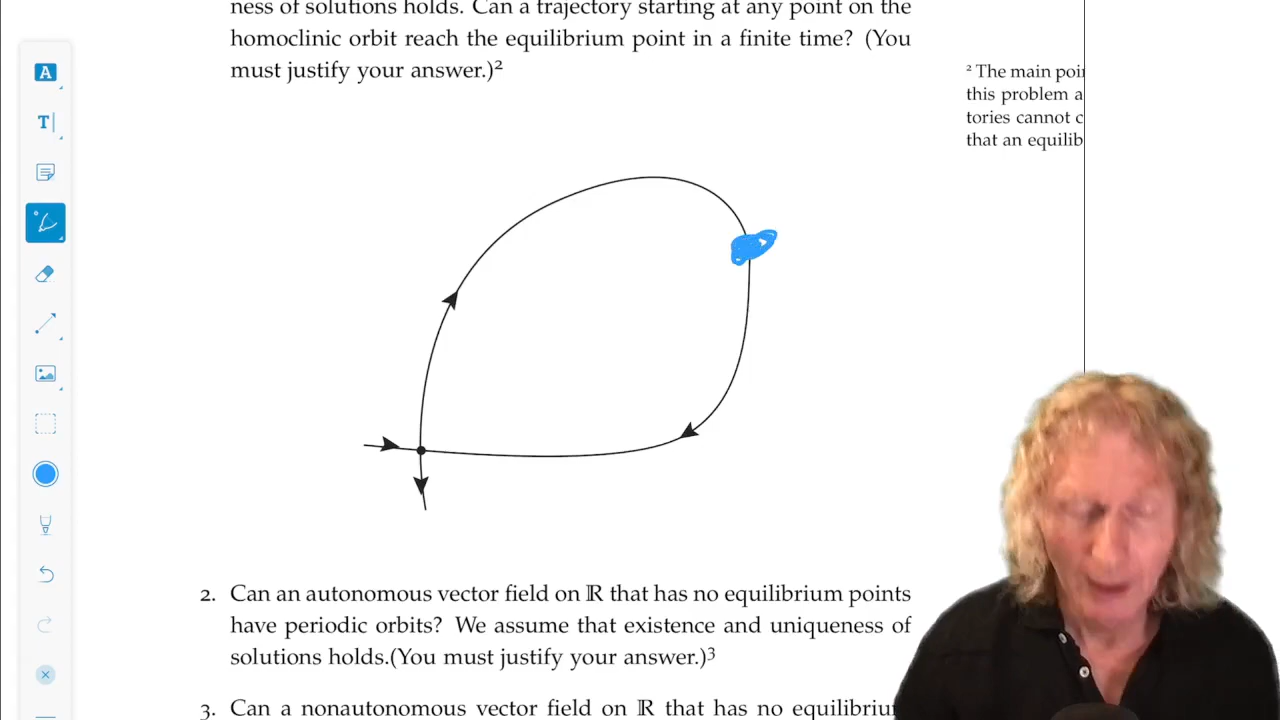 ness of solutions holds. Can a trajectory starting at any point on the
homoclinic orbit reach the equilibrium point in a finite time? (You
must justify your answer.)²
² The main poin
this problem a
tories cannot c
that an equilib
A
T
2. Can an autonomous vector field on ℝ that has no equilibrium points
have periodic orbits? We assume that existence and uniqueness of
solutions holds.(You must justify your answer.)³
3. Can a nonautonomous vector field on ℝ that has no equilibriu